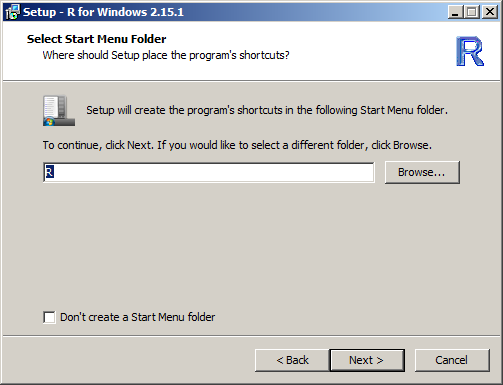 Setup - R for Windows 2.15.1
Select Start Menu Folder
Where should Setup place the program's shortcuts?
R
Setup will create the program's shortcuts in the following Start Menu folder.
To continue, click Next. If you would like to select a different folder, click Browse.
R
Browse...
Don't create a Start Menu folder
< Back
Next >
Cancel